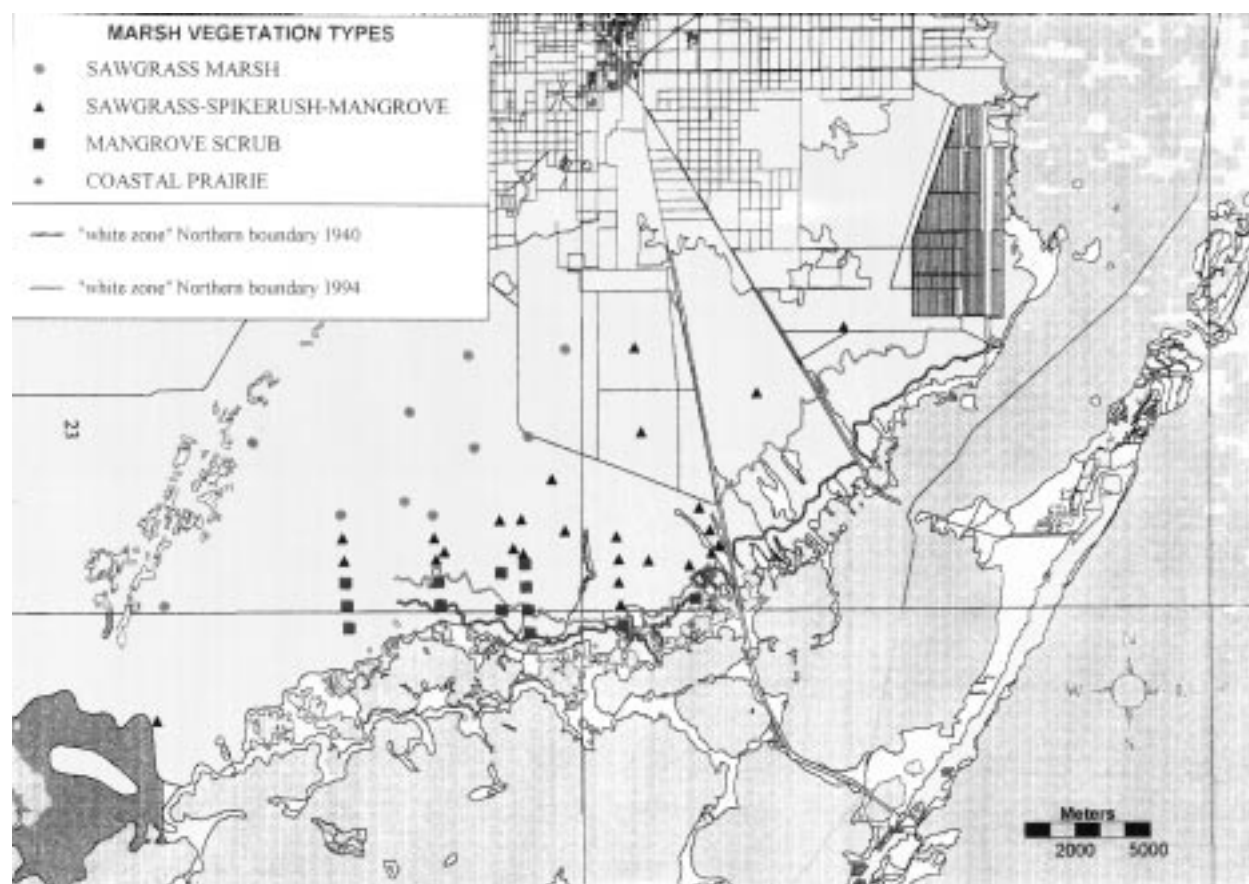 MARSH VEGETATION TYPES
SAWGRASS MARSH
SAWGRASS-SPIKERUSH-MANGROVE
MANGROVE SCRUB
COASTAL PRAIRIE
"white zone" Northern boundary 1940
"white zone" Northern boundary 1994
23
N
W
E
S
Meters
2000 5000